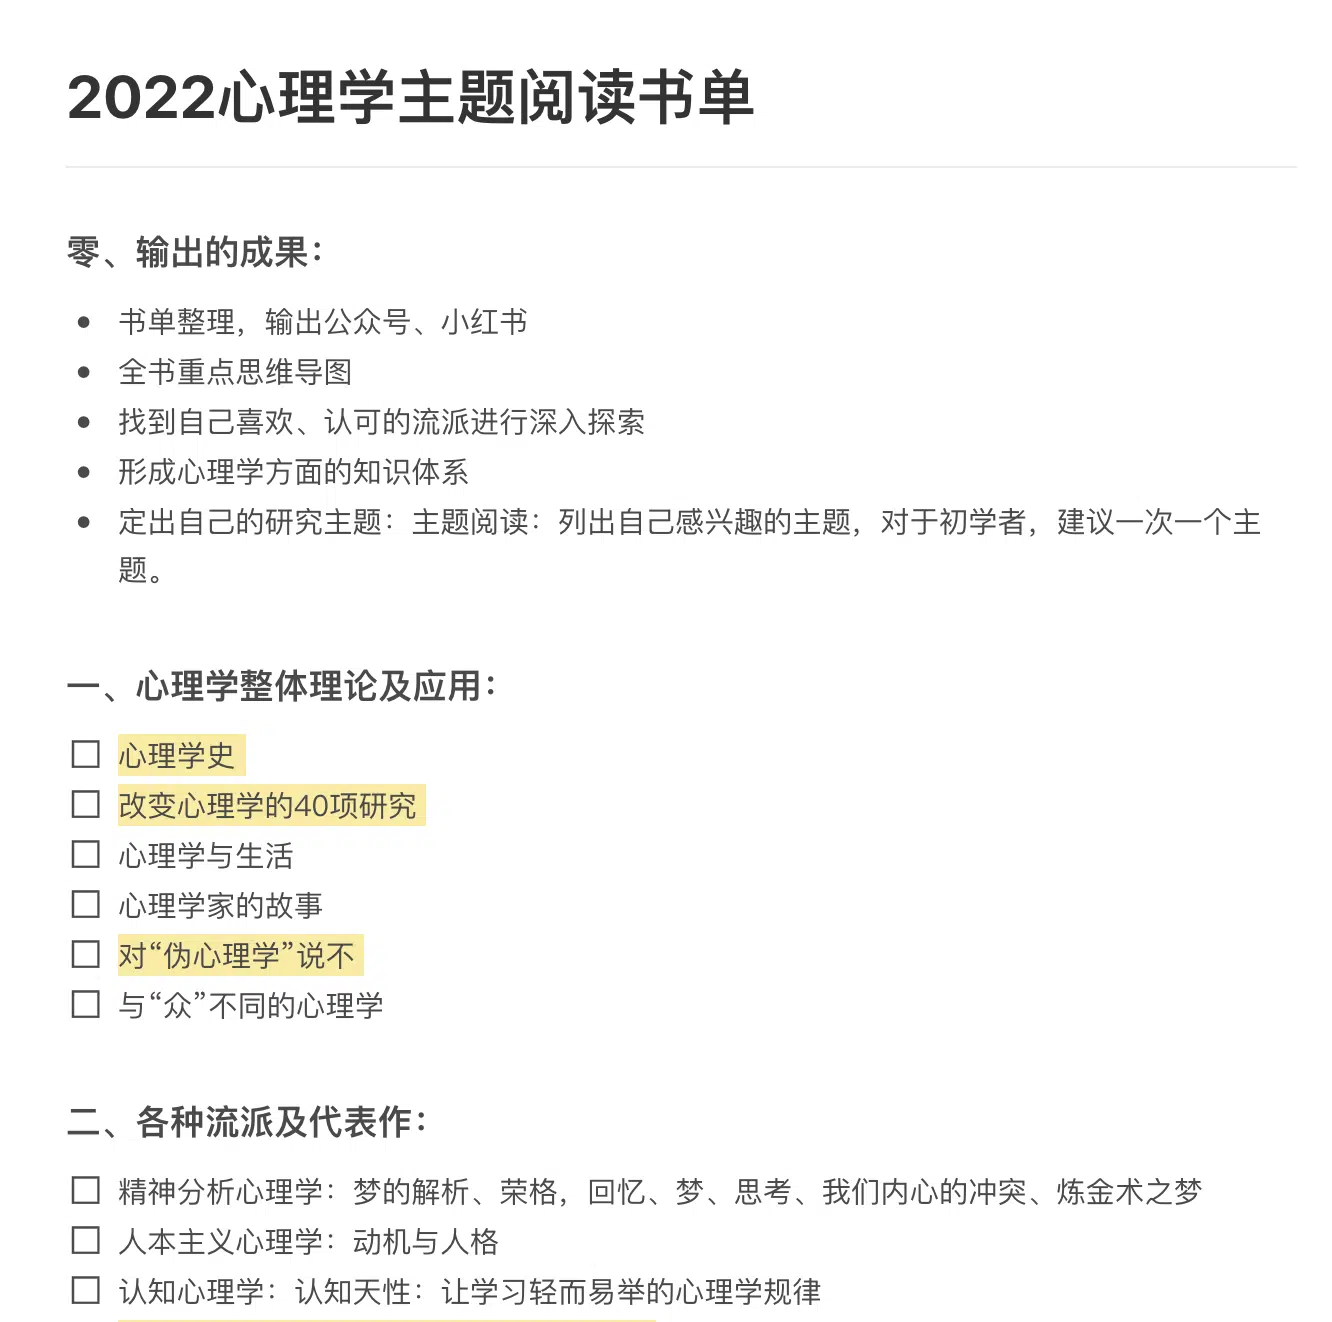 2022心理学主题阅读书单
零、输出的成果：
书单整理，输出公众号、小红书
全书重点思维导图
找到自己喜欢、认可的流派进行深入探索
形成心理学方面的知识体系
定出自己的研究主题：主题阅读：列出自己感兴趣的主题，对于初学者，建议一次一个主
题。
一、心理学整体理论及应用：
心理学史
改变心理学的40项研究
心理学与生活
心理学家的故事
对“伪心理学”说不
与“众”不同的心理学
二、各种流派及代表作：
精神分析心理学：梦的解析、荣格，回忆、梦、思考、我们内心的冲突、炼金术之梦
人本主义心理学：动机与人格
认知心理学：认知天性：让学习轻而易举的心理学规律